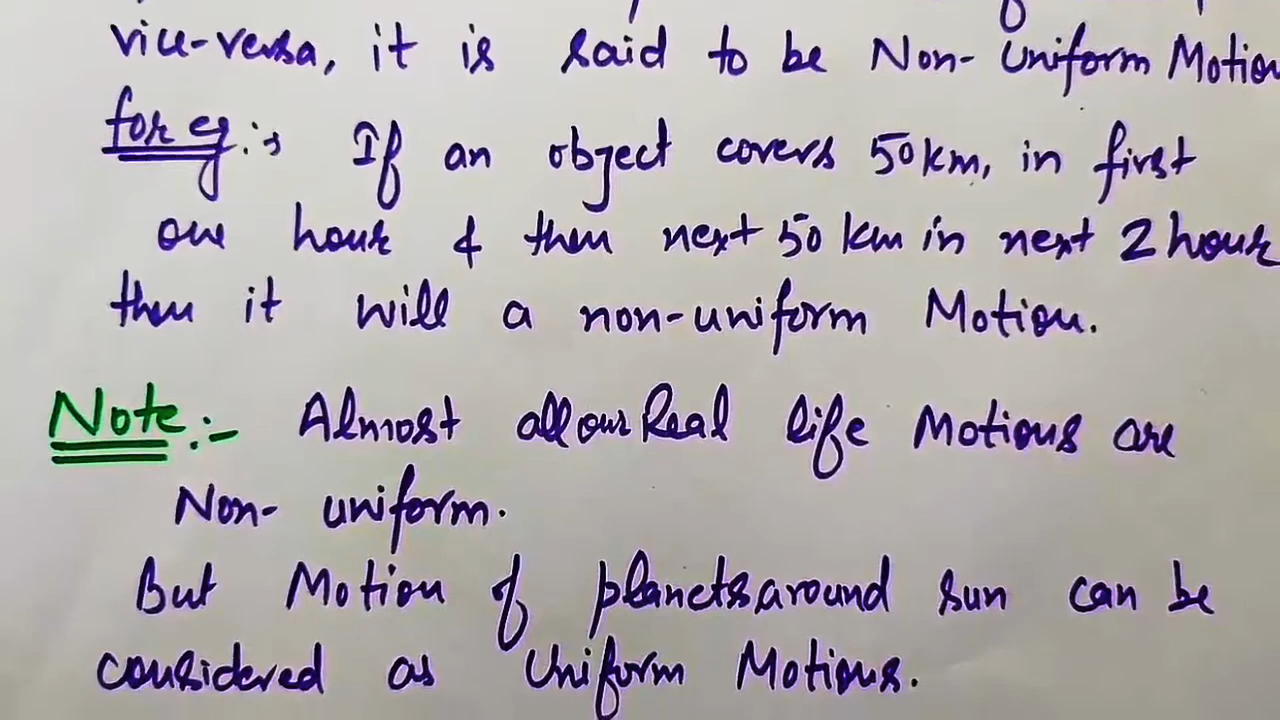 vice-versa, it is said to be Non-Uniform Motion
for eg :→ If an object covers 50km, in first
one hour & then next 50 km in next 2 hour
then it will a non-uniform Motion.
Note :- Almost all our Real life Motions are
Non-uniform.
But Motion of planets around sun can be
considered as Uniform Motions.